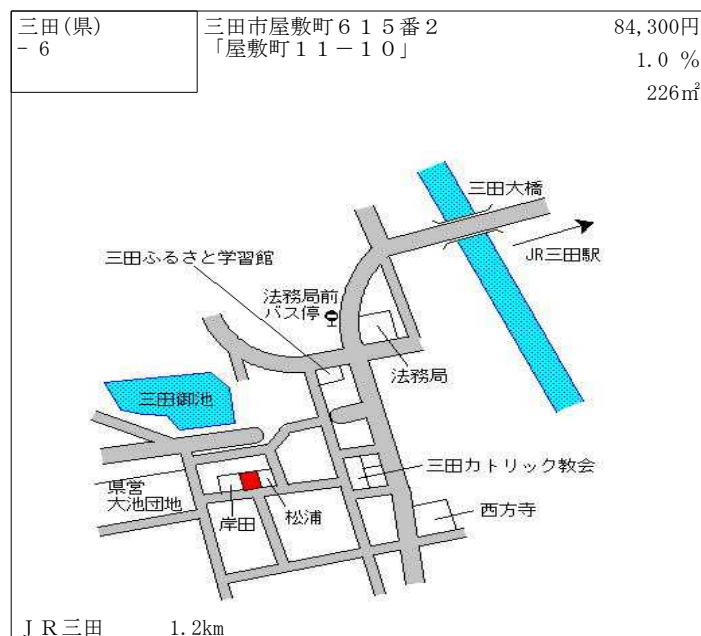 三田(県)
－6
三田市屋敷町６１５番２
「屋敷町１１－１０」
84,300円
1.0 %
226㎡
三田大橋
JR三田駅
三田ふるさと学習館
法務局前
バス停
法務局
三田御池
三田カトリック教会
県営
大池団地
岸田
松浦
西方寺
ＪＲ三田 1.2km